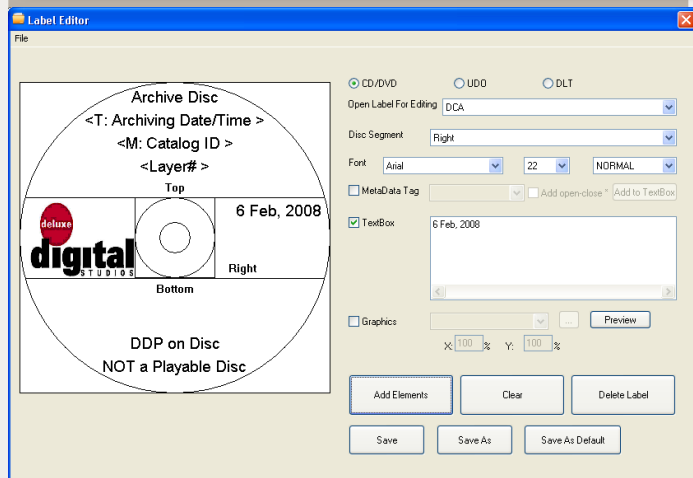 Label Editor
File
Archive Disc
<T: Archiving Date/Time >
<M: Catalog ID >
<Layer# >
Top
deluxe
digital
STUDIOS
6 Feb, 2008
Right
Bottom
DDP on Disc
NOT a Playable Disc
CD/DVD UDO DLT
Open Label For Editing DCA
Disc Segment Right
Font Arial 22 NORMAL
MetaData Tag Add open-close " Add to TextBox
TextBox 6 Feb, 2008
Graphics ... Preview
X: 100 % Y: 100 %
Add Elements Clear Delete Label
Save Save As Save As Default